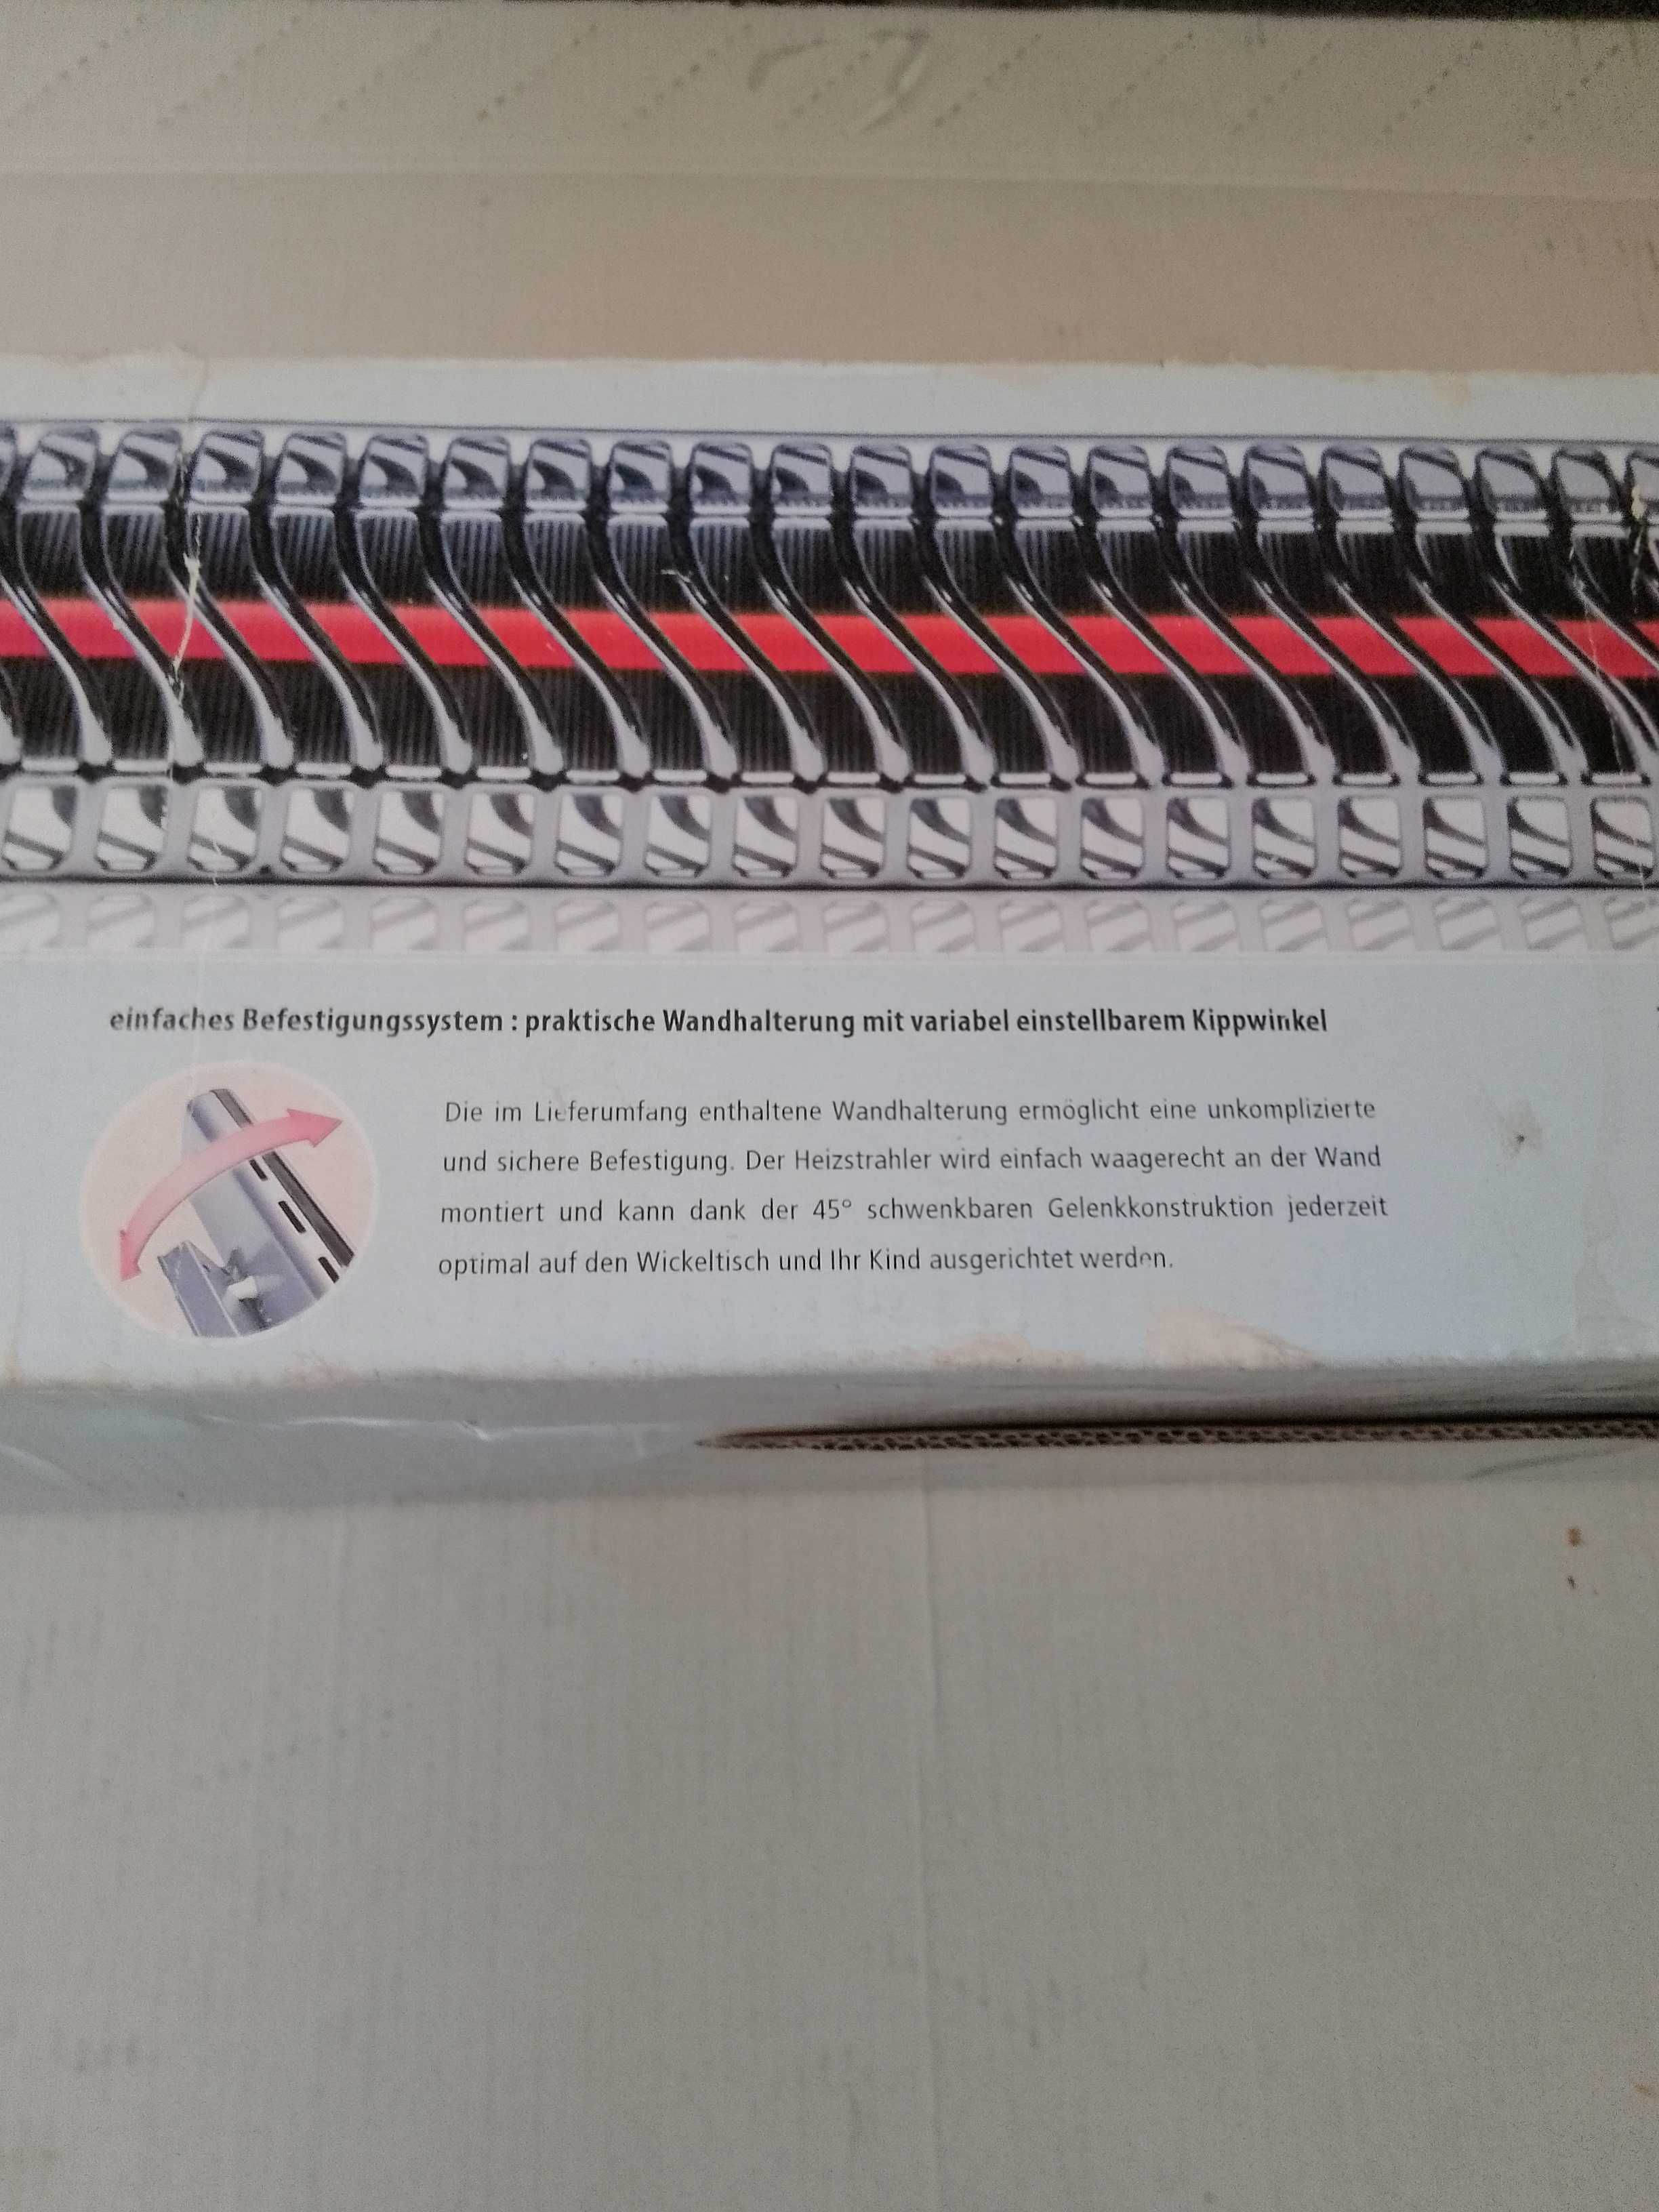 einfaches Befestigungssystem : praktische Wandhalterung mit variabel einstellbarem Kippwinkel
Die im Lieferumfang enthaltene Wandhalterung ermöglicht eine unkomplizierte
und sichere Befestigung. Der Heizstrahler wird einfach waagerecht an der Wand
montiert und kann dank der 45° schwenkbaren Gelenkkonstruktion jederzeit
optimal auf den Wickeltisch und Ihr Kind ausgerichtet werden.